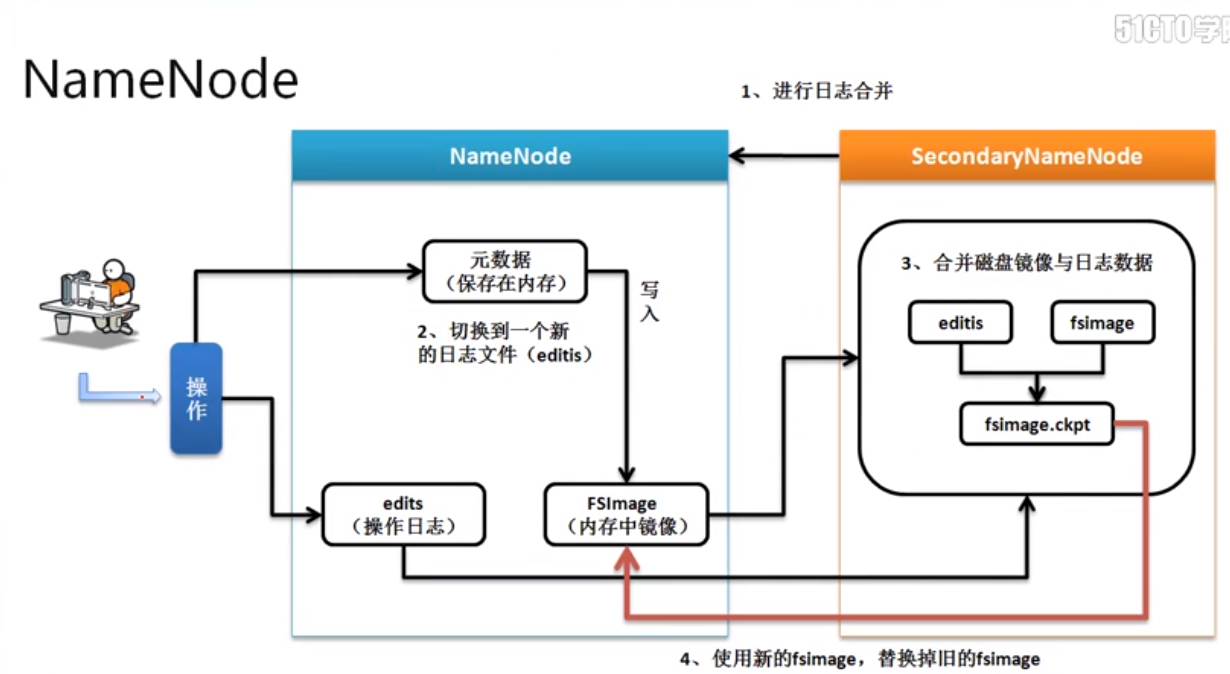 51CTO学
NameNode
1、进行日志合并
NameNode
SecondaryNameNode
元数据
（保存在内存）
写
入
2、切换到一个新
的日志文件（editis）
操
作
edits
（操作日志）
FSImage
（内存中镜像）
3、合并磁盘镜像与日志数据
editis
fsimage
fsimage.ckpt
4、使用新的fsimage，替换掉旧的fsimage